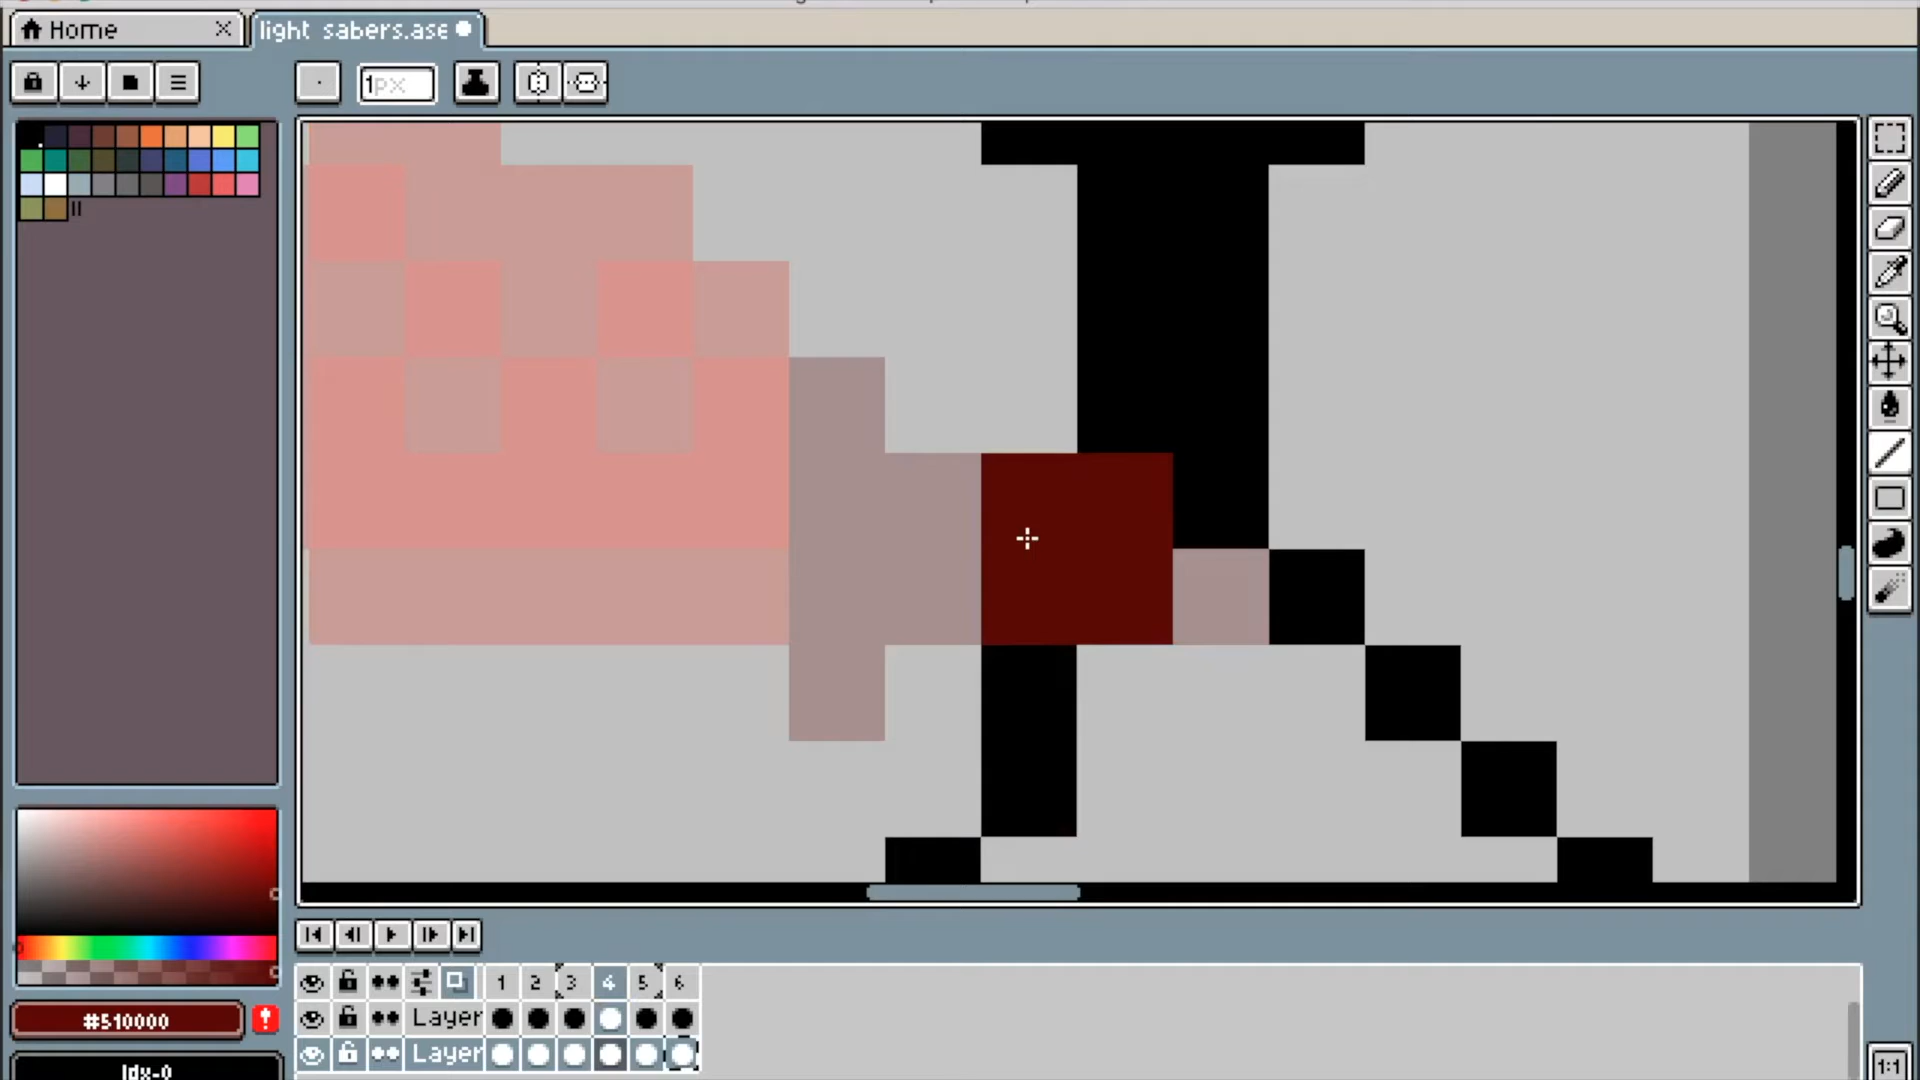 Home
light sabers.ase
1px
1 2 3 4 5 6
Layer
Layer
#510000
Idx-0
1:1